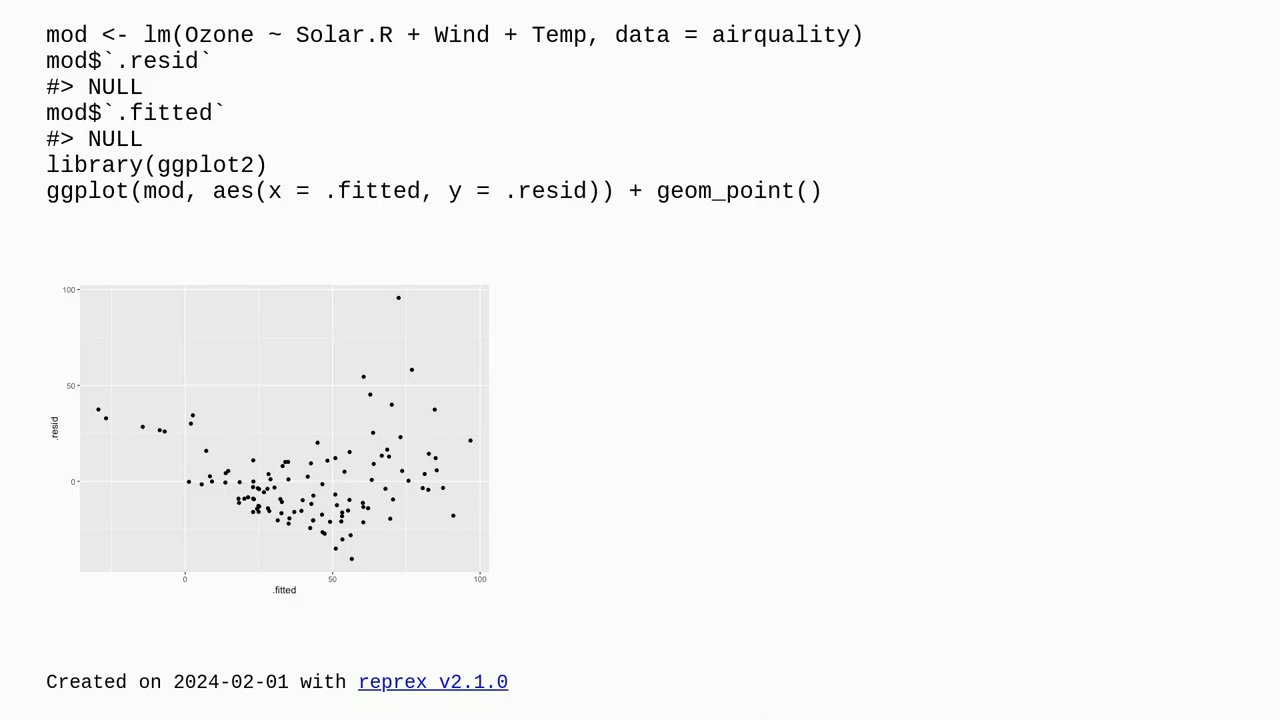 mod <- lm(Ozone ~ Solar.R + Wind + Temp, data = airquality)
mod$`.resid`
#> NULL
mod$`.fitted`
#> NULL
library(ggplot2)
ggplot(mod, aes(x = .fitted, y = .resid)) + geom_point()
100
50
.resid
0
0 50 100
.fitted
Created on 2024-02-01 with reprex v2.1.0